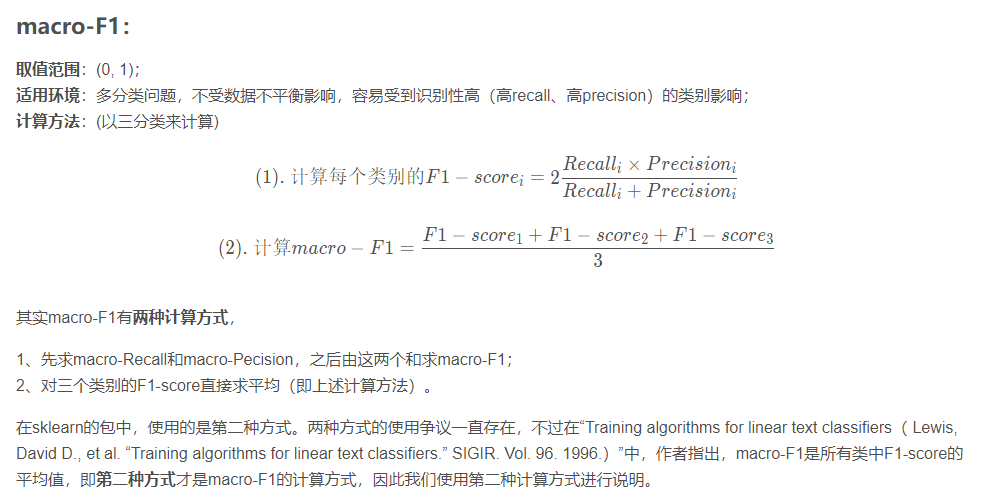 macro-F1：
取值范围：(0, 1)；
适用环境：多分类问题，不受数据不平衡影响，容易受到识别性高（高recall、高precision）的类别影响；
计算方法：(以三分类来计算)
(1). 计算每个类别的F1 − score_i = 2 \frac{Recall_i × Precision_i}{Recall_i + Precision_i}
(2). 计算macro − F1 = \frac{F1 − score_1 + F1 − score_2 + F1 − score_3}{3}
其实macro-F1有两种计算方式，
1、先求macro-Recall和macro-Pecision，之后由这两个和求macro-F1；
2、对三个类别的F1-score直接求平均（即上述计算方法）。
在sklearn的包中，使用的是第二种方式。两种方式的使用争议一直存在，不过在“Training algorithms for linear text classifiers（ Lewis,
David D., et al. “Training algorithms for linear text classifiers.” SIGIR. Vol. 96. 1996.）”中，作者指出，macro-F1是所有类中F1-score的
平均值，即第二种方式才是macro-F1的计算方式，因此我们使用第二种计算方式进行说明。